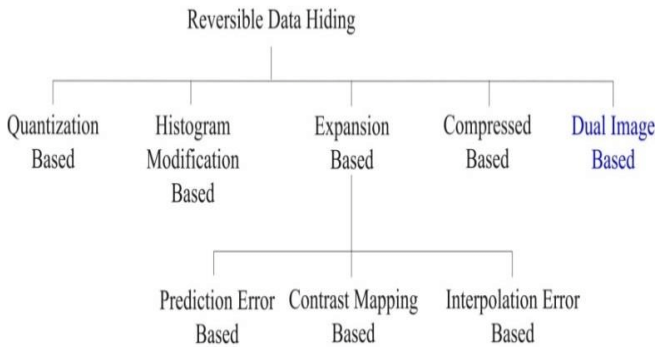 Reversible Data Hiding
Quantization
Based
Histogram
Modification
Based
Expansion
Based
Compressed
Based
Dual Image
Based
Prediction Error
Based
Contrast Mapping
Based
Interpolation Error
Based